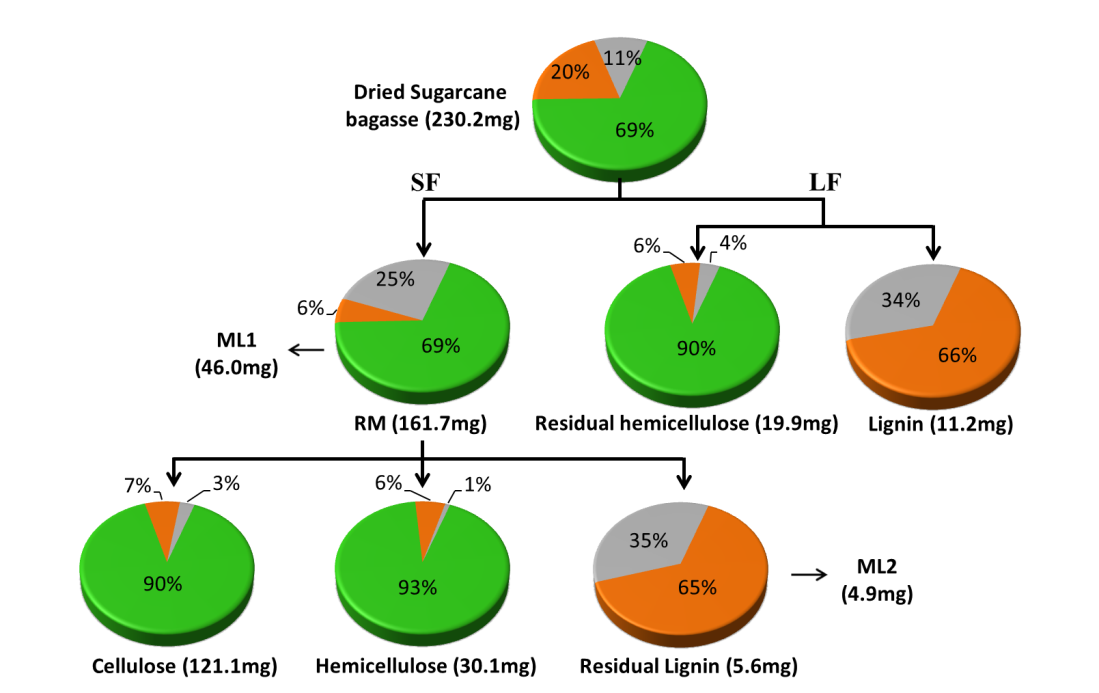 11%
20%
Dried Sugarcane
bagasse (230.2mg)
69%
SF
LF
6%
4%
25%
6%
34%
ML1
(46.0mg)
69%
90%
66%
RM (161.7mg)
Residual hemicellulose (19.9mg)
Lignin (11.2mg)
7%
3%
6%
1%
35%
90%
93%
65%
ML2
(4.9mg)
Cellulose (121.1mg)
Hemicellulose (30.1mg)
Residual Lignin (5.6mg)